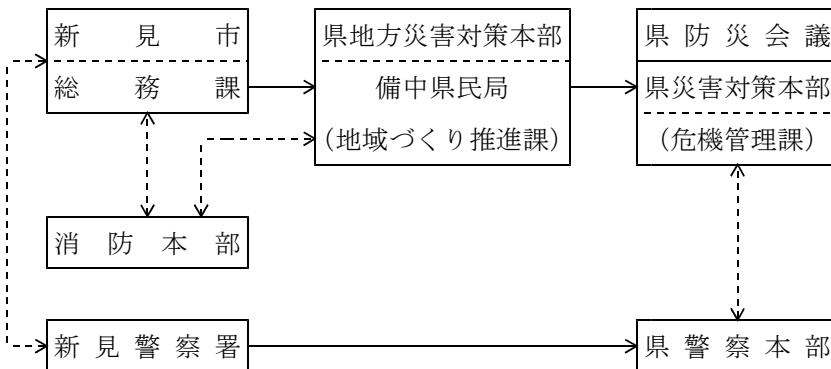 新見市
総務課
県地方災害対策本部
備中県民局
（地域づくり推進課）
県防災会議
県災害対策本部
（危機管理課）
消防本部
新見警察署
県警察本部